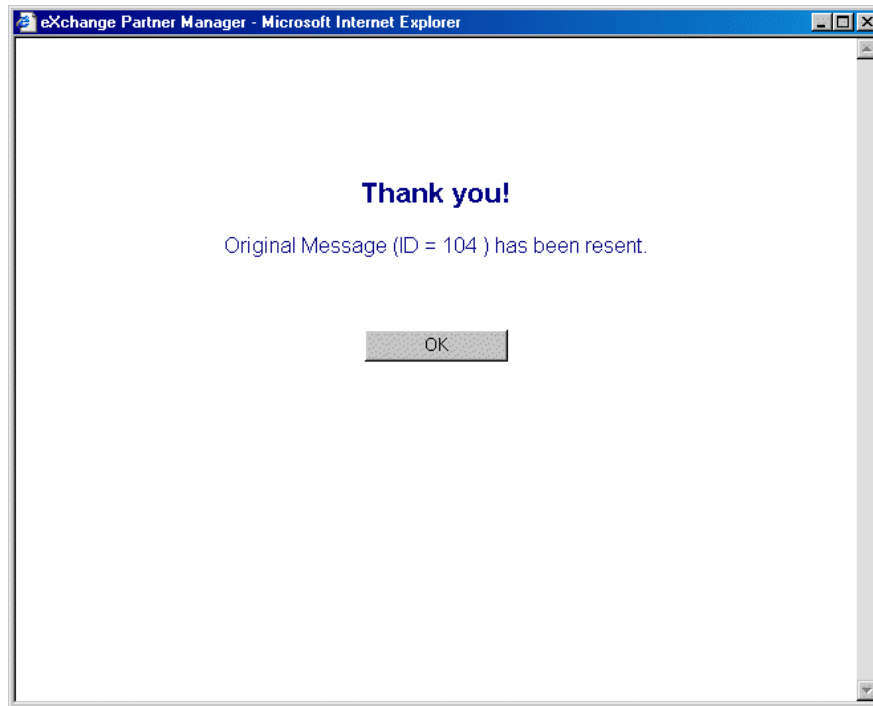 eXchange Partner Manager - Microsoft Internet Explorer
Thank you!
Original Message (ID = 104 ) has been resent.
OK